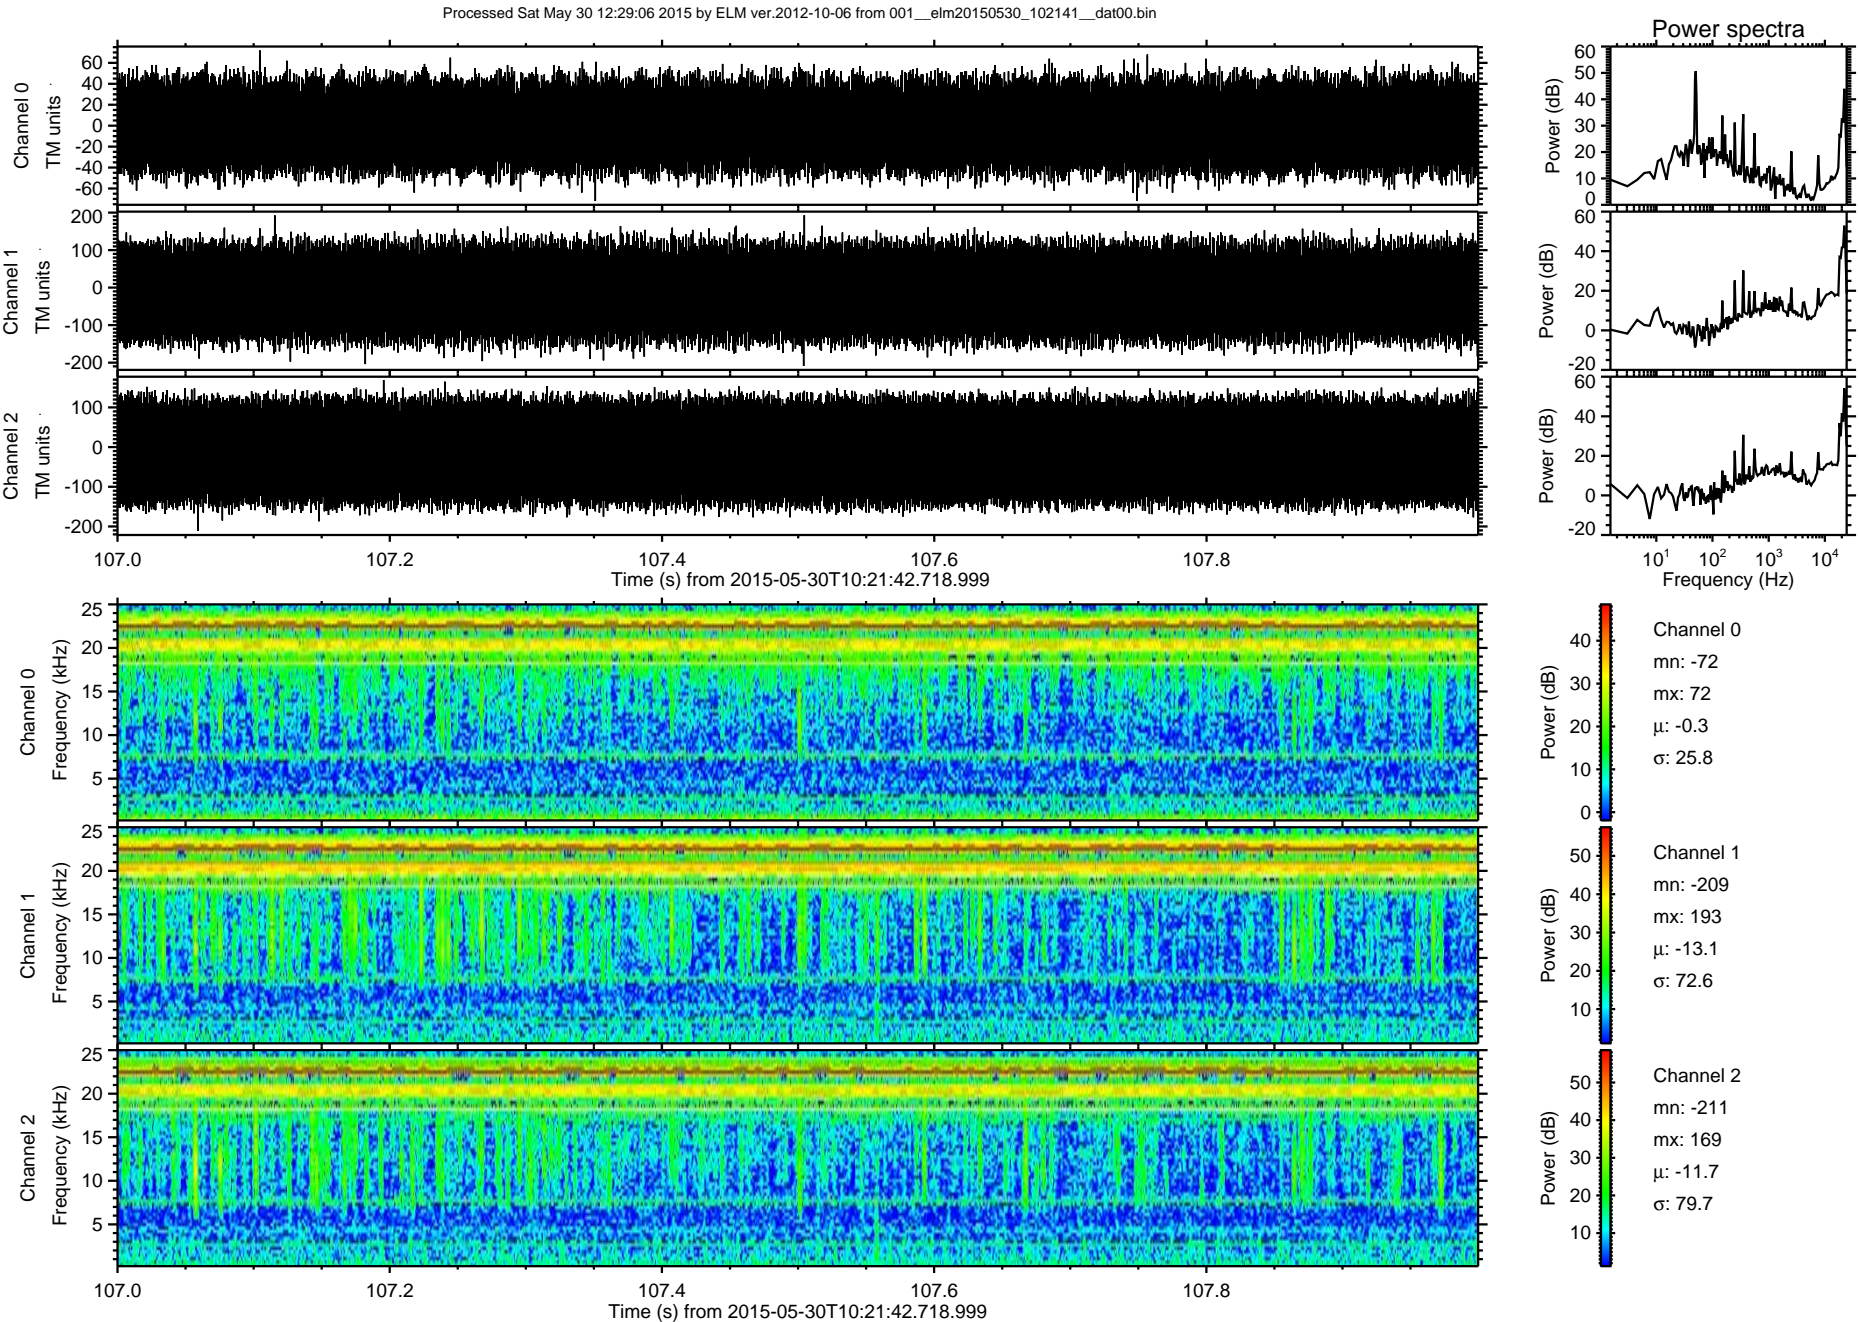 Processed Sat May 30 12:29:06 2015 by ELM ver.2012-10-06 from 001__elm20150530_102141__dat00.bin
Power spectra
Channel 0
TM units
60
40
20
0
-20
-40
-60
Power (dB)
60
50
40
30
20
10
0
Channel 1
TM units
200
100
0
-100
-200
Power (dB)
60
40
20
0
-20
Channel 2
TM units
100
0
-100
-200
Power (dB)
60
40
20
0
-20
107.0 107.2 107.4 107.6 107.8
Time (s) from 2015-05-30T10:21:42.718.999
10^1 10^2 10^3 10^4
Frequency (Hz)
Channel 0
Frequency (kHz)
25
20
15
10
5
Power (dB)
40
30
20
10
0
Channel 0
mn: -72
mx: 72
μ: -0.3
σ: 25.8
Channel 1
Frequency (kHz)
25
20
15
10
5
Power (dB)
50
40
30
20
10
Channel 1
mn: -209
mx: 193
μ: -13.1
σ: 72.6
Channel 2
Frequency (kHz)
25
20
15
10
5
Power (dB)
50
40
30
20
10
Channel 2
mn: -211
mx: 169
μ: -11.7
σ: 79.7
107.0 107.2 107.4 107.6 107.8
Time (s) from 2015-05-30T10:21:42.718.999